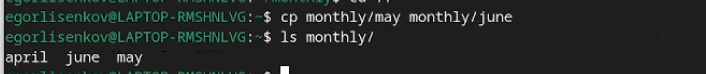 egorlisenkov@LAPTOP-RMSHNLVG:~$ cp monthly/may monthly/june
egorlisenkov@LAPTOP-RMSHNLVG:~$ ls monthly/
april june may